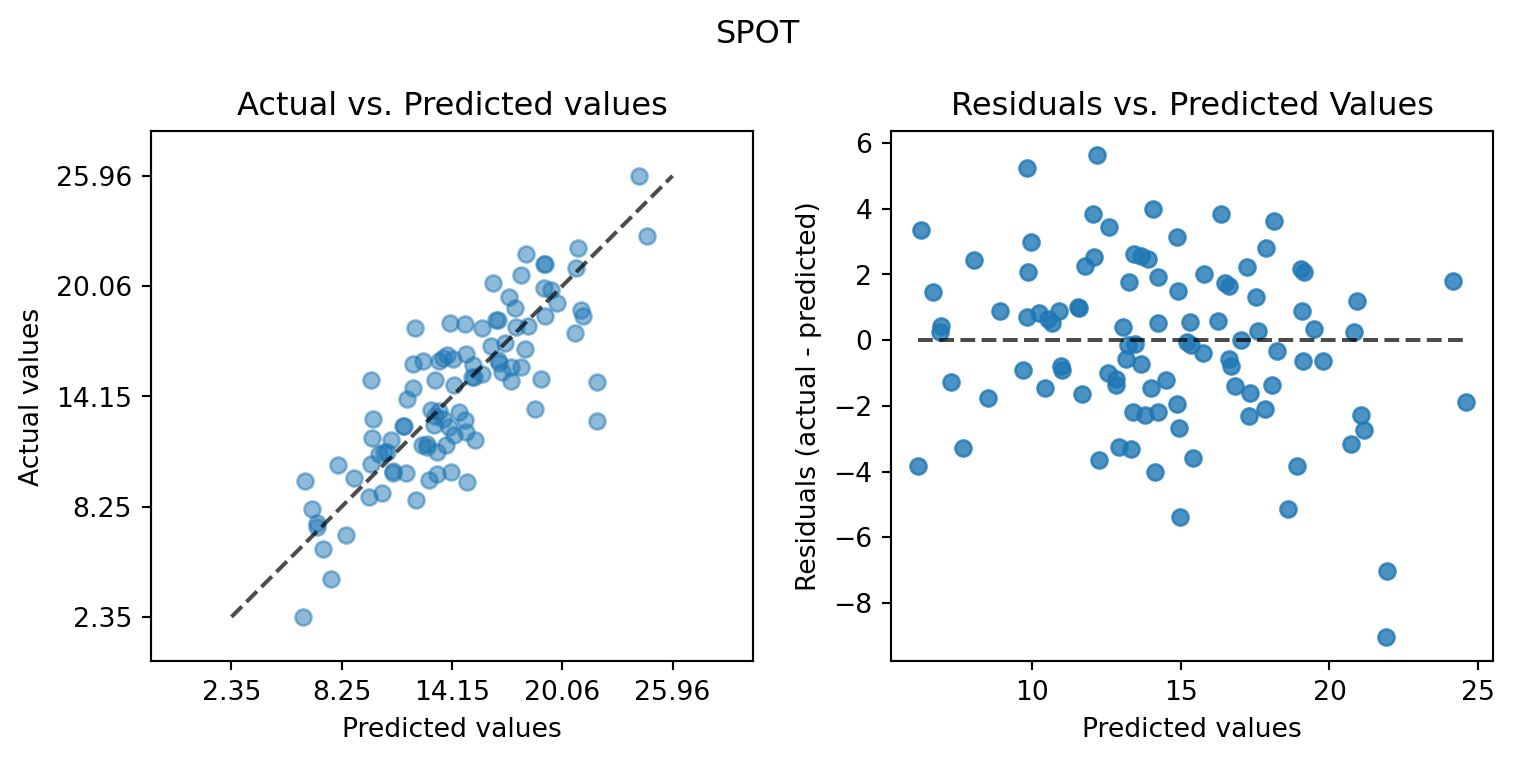 SPOT
Actual vs. Predicted values
Actual values
25.96
20.06
14.15
8.25
2.35
2.35 8.25 14.15 20.06 25.96
Predicted values
Residuals vs. Predicted Values
Residuals (actual - predicted)
6
4
2
0
−2
−4
−6
−8
10 15 20 25
Predicted values